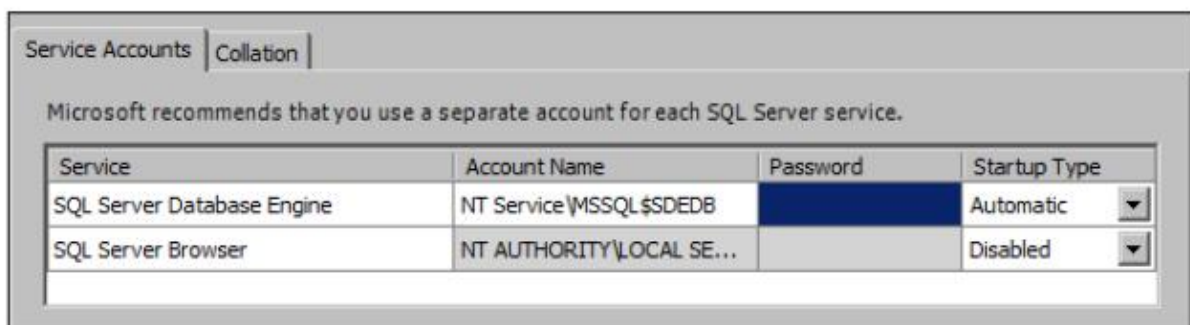 Service Accounts Collation
Microsoft recommends that you use a separate account for each SQL Server service.
Service Account Name Password Startup Type
SQL Server Database Engine NT Service\MSSQL$SDEDB Automatic
SQL Server Browser NT AUTHORITY\LOCAL SE... Disabled